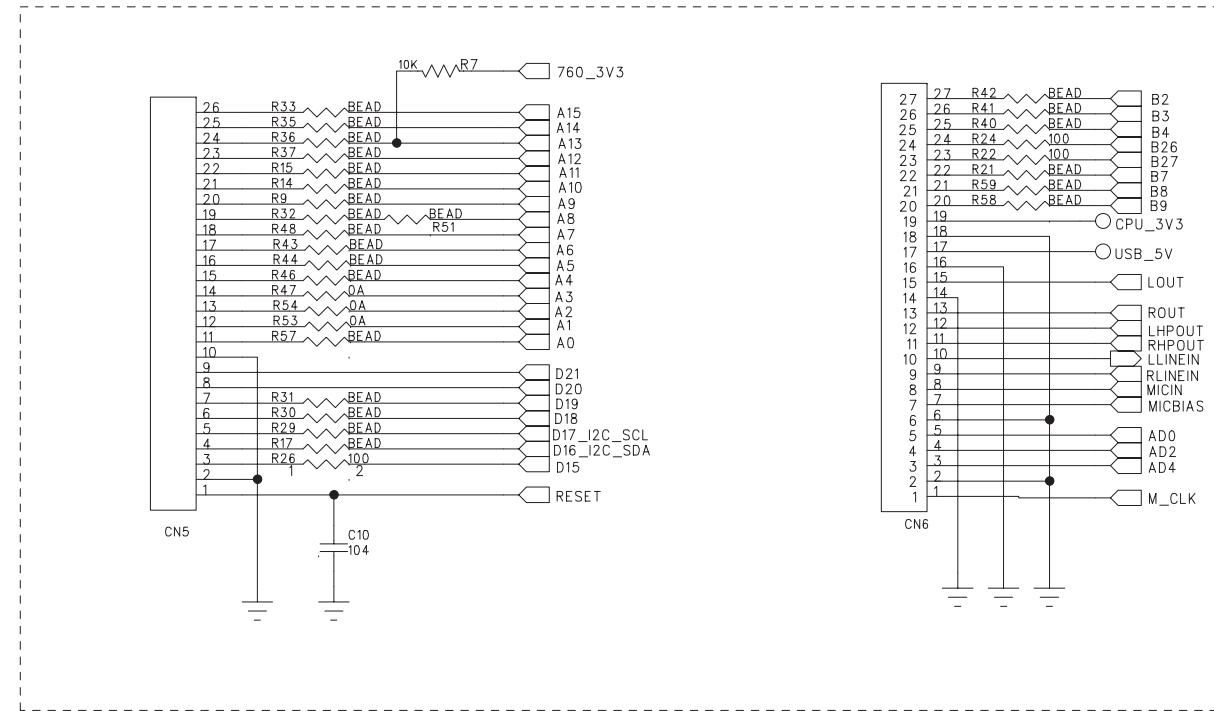 10K R7 760_3V3
26 R33 BEAD A15
25 R35 BEAD A14
24 R36 BEAD A13
23 R37 BEAD A12
22 R15 BEAD A11
21 R14 BEAD A10
20 R9 BEAD A9
19 R32 BEAD BEAD A8
R51
18 R48 BEAD A7
17 R43 BEAD A6
16 R44 BEAD A5
15 R46 BEAD A4
14 R47 0A A3
13 R54 0A A2
12 R53 0A A1
11 R57 BEAD A0
10
9 D21
8 D20
7 R31 BEAD D19
6 R30 BEAD D18
5 R29 BEAD D17_I2C_SCL
4 R17 BEAD D16_I2C_SDA
3 R26 100 D15
1 2
2
1 RESET
CN5
C10
104
27 27 R42 BEAD B2
26 26 R41 BEAD B3
25 25 R40 BEAD B4
24 24 R24 100 B26
23 23 R22 100 B27
22 22 R21 BEAD B7
21 21 R59 BEAD B8
20 20 R58 BEAD B9
19 19 CPU_3V3
18 18
17 17 USB_5V
16 16
15 15 LOUT
14 14
13 13 ROUT
12 12 LHPOUT
11 11 RHPOUT
10 10 LLINEIN
9 9 RLINEIN
8 8 MICIN
7 7 MICBIAS
6 6
5 5 AD0
4 4 AD2
3 3 AD4
2 2
1 1 M_CLK
CN6